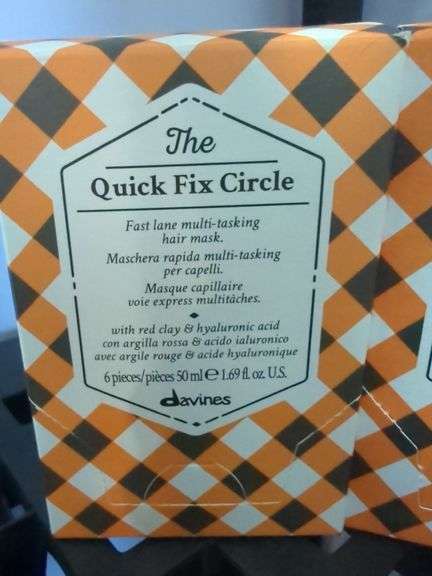 The
Quick Fix Circle
Fast lane multi-tasking
hair mask.
Maschera rapida multi-tasking
per capelli.
Masque capillaire
voie express multitâches.
with red clay & hyaluronic acid
con argilla rossa & acido ialuronico
avec argile rouge & acide hyaluronique
6 pieces/pièces 50 ml ℮ 1.69 fl. oz. U.S.
davines